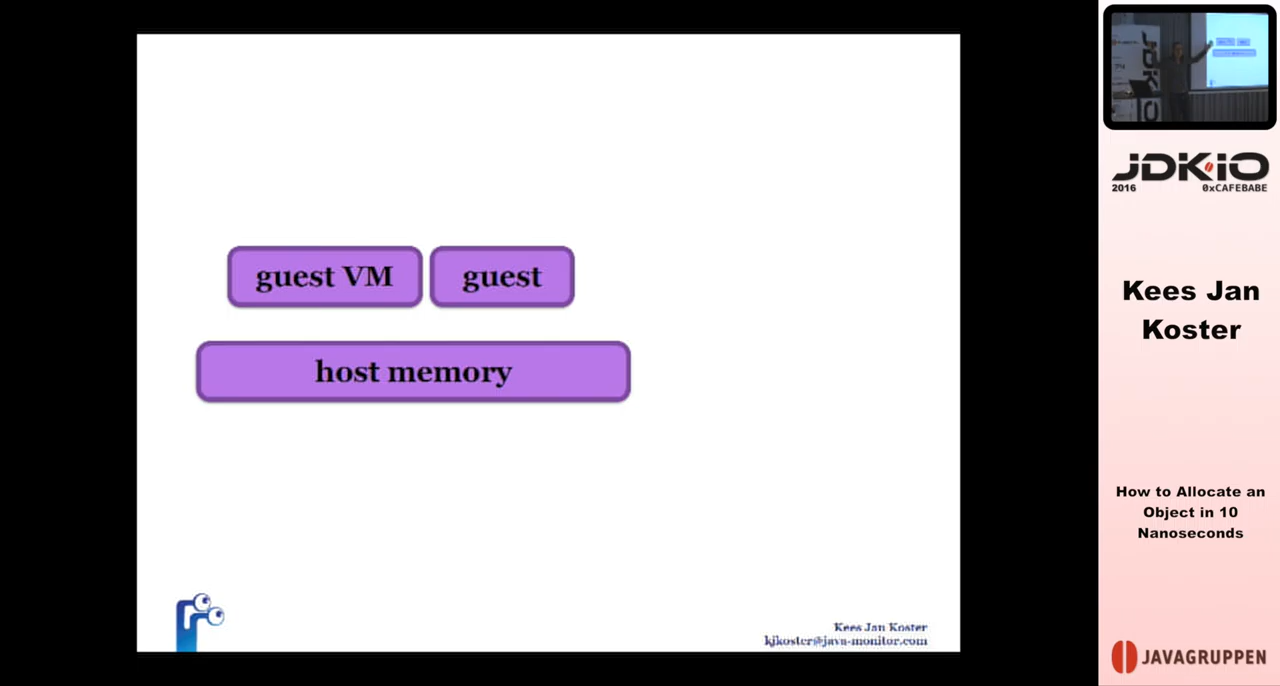 guest VM guest
host memory
Kees Jan Koster
kjkoster@java-monitor.com
JDK.IO
2016 0xCAFEBABE
Kees Jan
Koster
How to Allocate an
Object in 10
Nanoseconds
JAVAGRUPPEN